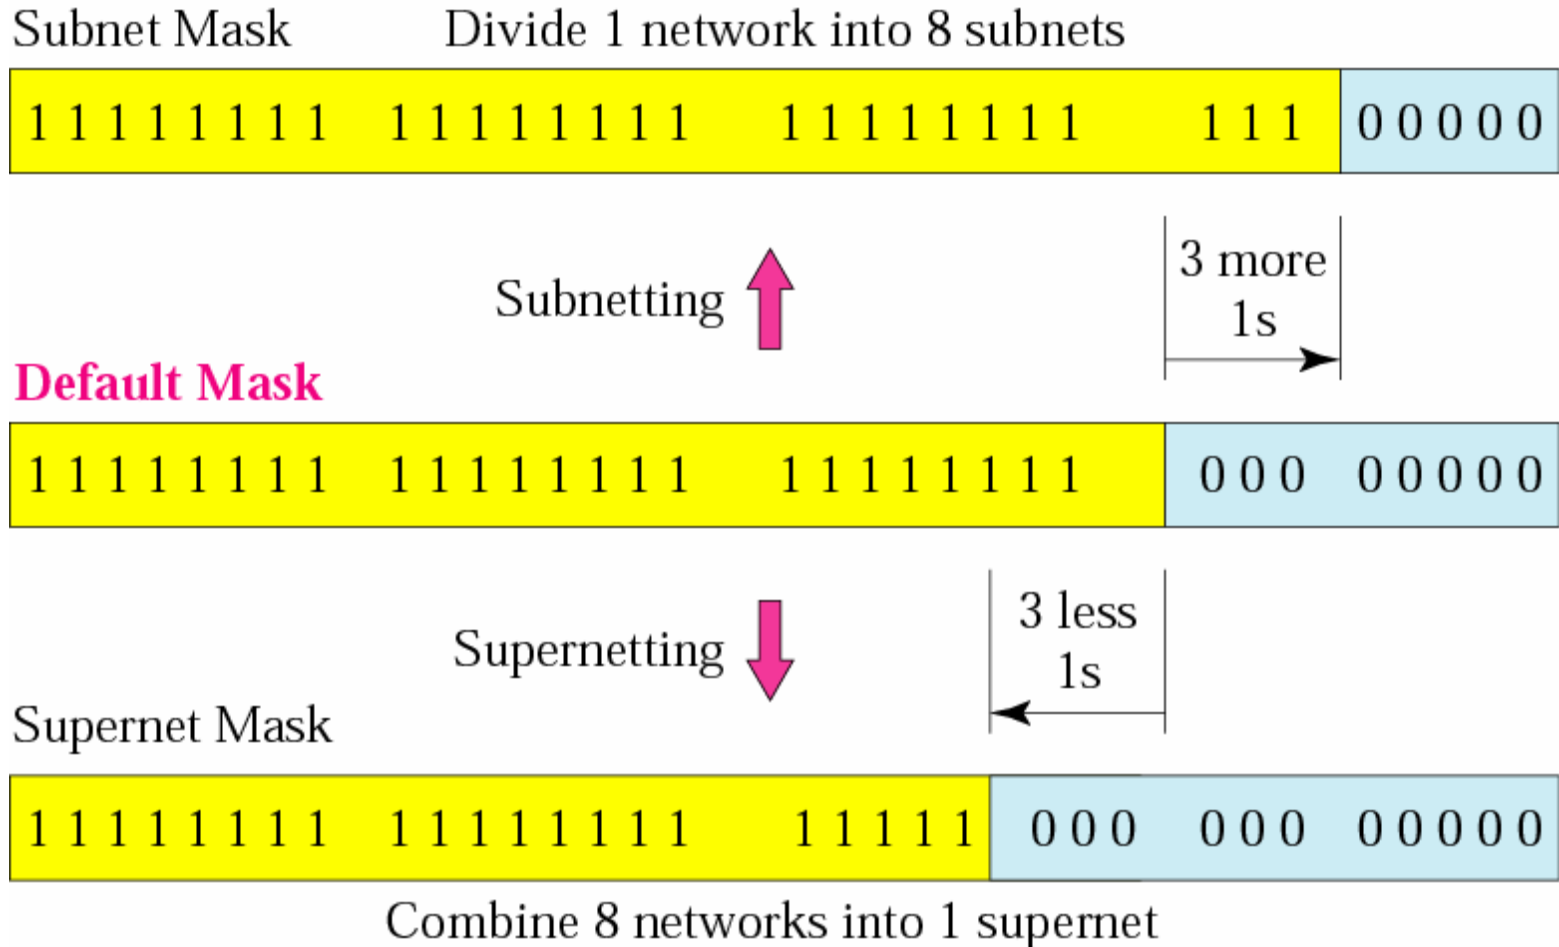 Subnet Mask Divide 1 network into 8 subnets
1 1 1 1 1 1 1 1 1 1 1 1 1 1 1 1 1 1 1 1 1 1 1 1 1 1 1 0 0 0 0 0
3 more
Subnetting
1s
Default Mask
1 1 1 1 1 1 1 1 1 1 1 1 1 1 1 1 1 1 1 1 1 1 1 1 0 0 0 0 0 0 0 0
3 less
Supernetting
1s
Supernet Mask
1 1 1 1 1 1 1 1 1 1 1 1 1 1 1 1 1 1 1 1 1 0 0 0 0 0 0 0 0 0 0 0
Combine 8 networks into 1 supernet